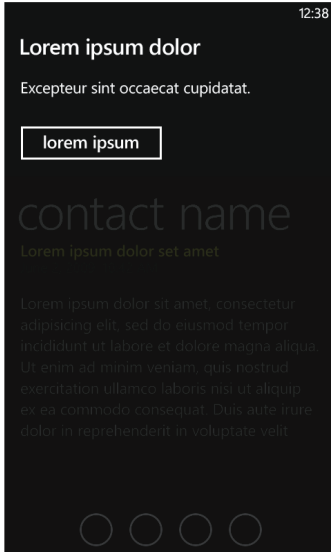 12:38
Lorem ipsum dolor
Excepteur sint occaecat cupidatat.
lorem ipsum
contact name
Lorem ipsum dolor set amet
Lorem ipsum dolor sit amet, consectetur
adipisicing elit, sed do eiusmod tempor
incididunt ut labore et dolore magna aliqua.
Ut enim ad minim veniam, quis nostrud
exercitation ullamco laboris nisi ut aliquip
ex ea commodo consequat. Duis aute irure
dolor in reprehenderit in voluptate velit